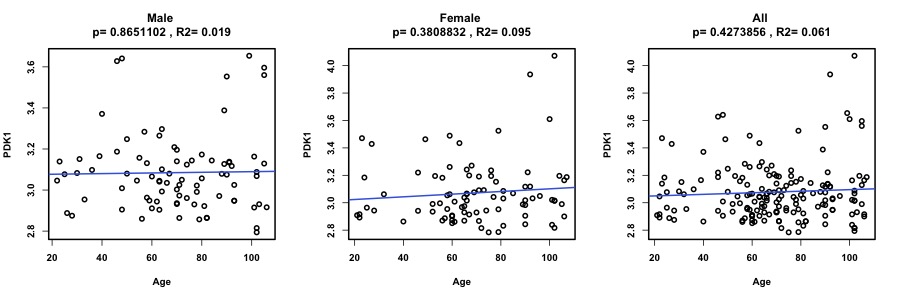 Male
p= 0.8651102 , R2= 0.019
PDK1
3.6
3.4
3.2
3.0
2.8
20 40 60 80 100
Age
Female
p= 0.3808832 , R2= 0.095
PDK1
4.0
3.8
3.6
3.4
3.2
3.0
2.8
20 40 60 80 100
Age
All
p= 0.4273856 , R2= 0.061
PDK1
4.0
3.8
3.6
3.4
3.2
3.0
2.8
20 40 60 80 100
Age